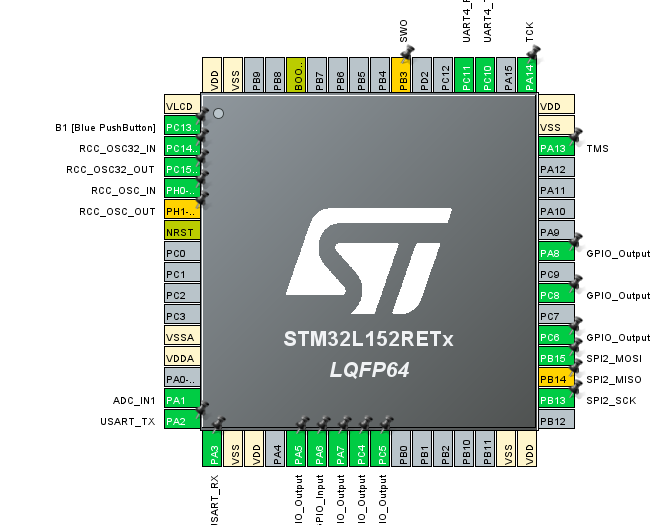 SWO
UART4_
UART4_
TCK
VDD
VSS
PB9
PB8
BOO..
PB7
PB6
PB5
PB4
PB3
PD2
PC12
PC11
PC10
PA15
PA14
VLCD
B1 [Blue PushButton] PC13..
RCC_OSC32_IN PC14..
RCC_OSC32_OUT PC15..
RCC_OSC_IN PH0-..
RCC_OSC_OUT PH1-..
NRST
PC0
PC1
PC2
PC3
VSSA
VDDA
PA0-..
ADC_IN1 PA1
USART_TX PA2
STM32L152RETx
LQFP64
VDD
VSS
PA13 TMS
PA12
PA11
PA10
PA9
PA8 GPIO_Output
PC9
PC8 GPIO_Output
PC7
PC6 GPIO_Output
PB15 SPI2_MOSI
PB14 SPI2_MISO
PB13 SPI2_SCK
PB12
PA3
VSS
VDD
PA4
PA5
PA6
PA7
PC4
PC5
PB0
PB1
PB2
PB10
PB11
VSS
VDD
USART_RX
IO_Output
PIO_Input
IO_Output
IO_Output
IO_Output